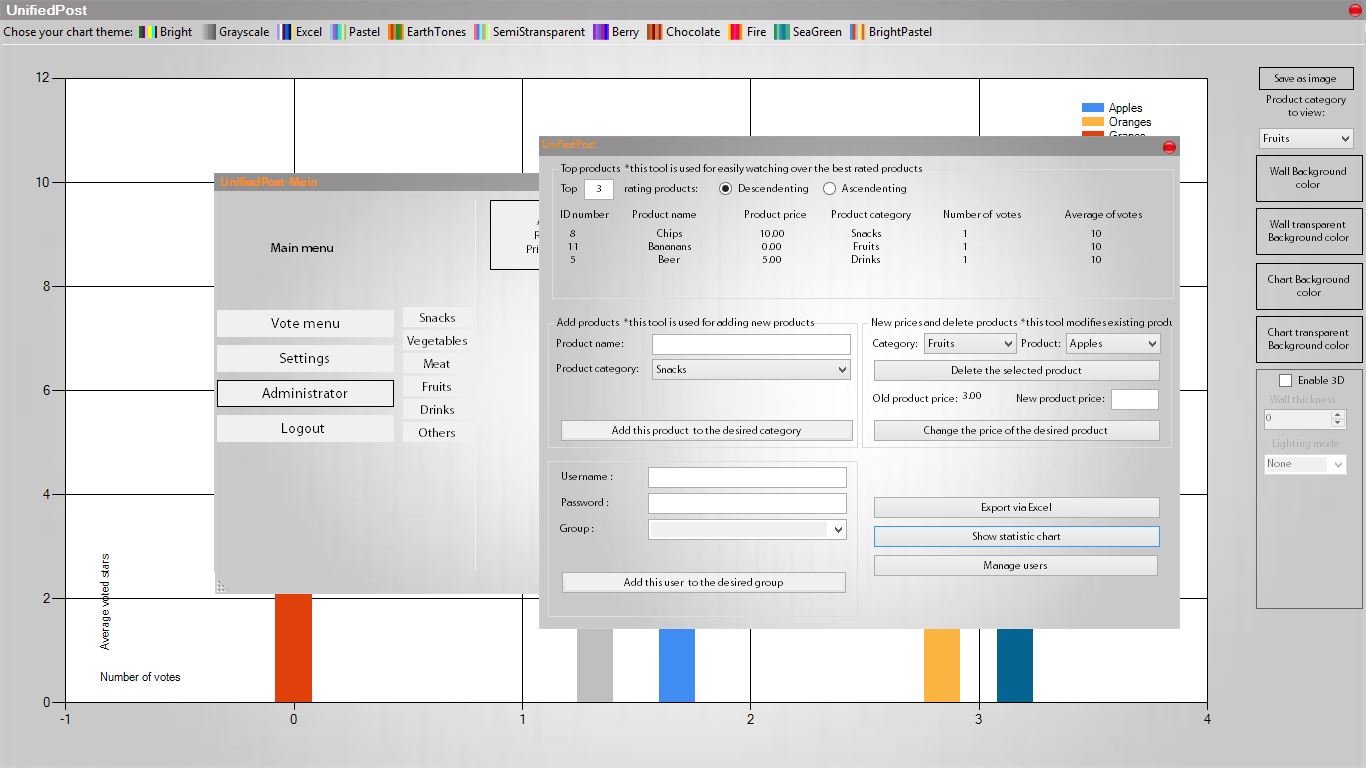 UnifiedPost
Chose your chart theme: Bright Grayscale Excel Pastel EarthTones SemiTransparent Berry Chocolate Fire SeaGreen BrightPastel
12
10
8
6
4
2
0
-1 0 1 2 3 4
Average voted stars
Number of votes
Apples
Oranges
Save as image
Product category
to view:
Fruits
Wall Background
color
Wall transparent
Background color
Chart Background
color
Chart transparent
Background color
Enable 3D
Wall thickness
0
Lighting mode
None
UnifiedPost -Main
Main menu
Vote menu
Settings
Administrator
Logout
Snacks
Vegetables
Meat
Fruits
Drinks
Others
UnifiedPost
Top products *this tool is used for easily watching over the best rated products
Top 3 rating products: Descendenting Ascendenting
ID number Product name Product price Product category Number of votes Average of votes
8 Chips 10.00 Snacks 1 10
11 Bananans 0.00 Fruits 1 10
5 Beer 5.00 Drinks 1 10
Add products *this tool is used for adding new products
Product name:
Product category: Snacks
Add this product to the desired category
New prices and delete products *this tool modifies existing produ
Category: Fruits Product: Apples
Delete the selected product
Old product price: 3.00 New product price:
Change the price of the desired product
Username :
Password :
Group :
Add this user to the desired group
Export via Excel
Show statistic chart
Manage users